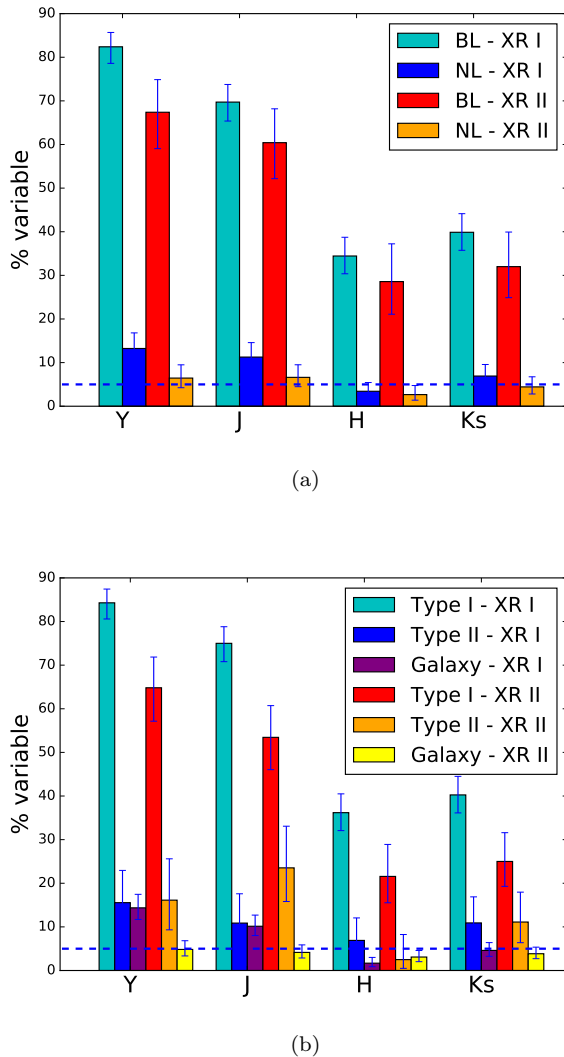 90
80
70
60
50
40
30
20
10
0
% variable
BL - XR I
NL - XR I
BL - XR II
NL - XR II
Y J H Ks
(a)
90
80
70
60
50
40
30
20
10
0
% variable
Type I - XR I
Type II - XR I
Galaxy - XR I
Type I - XR II
Type II - XR II
Galaxy - XR II
Y J H Ks
(b)